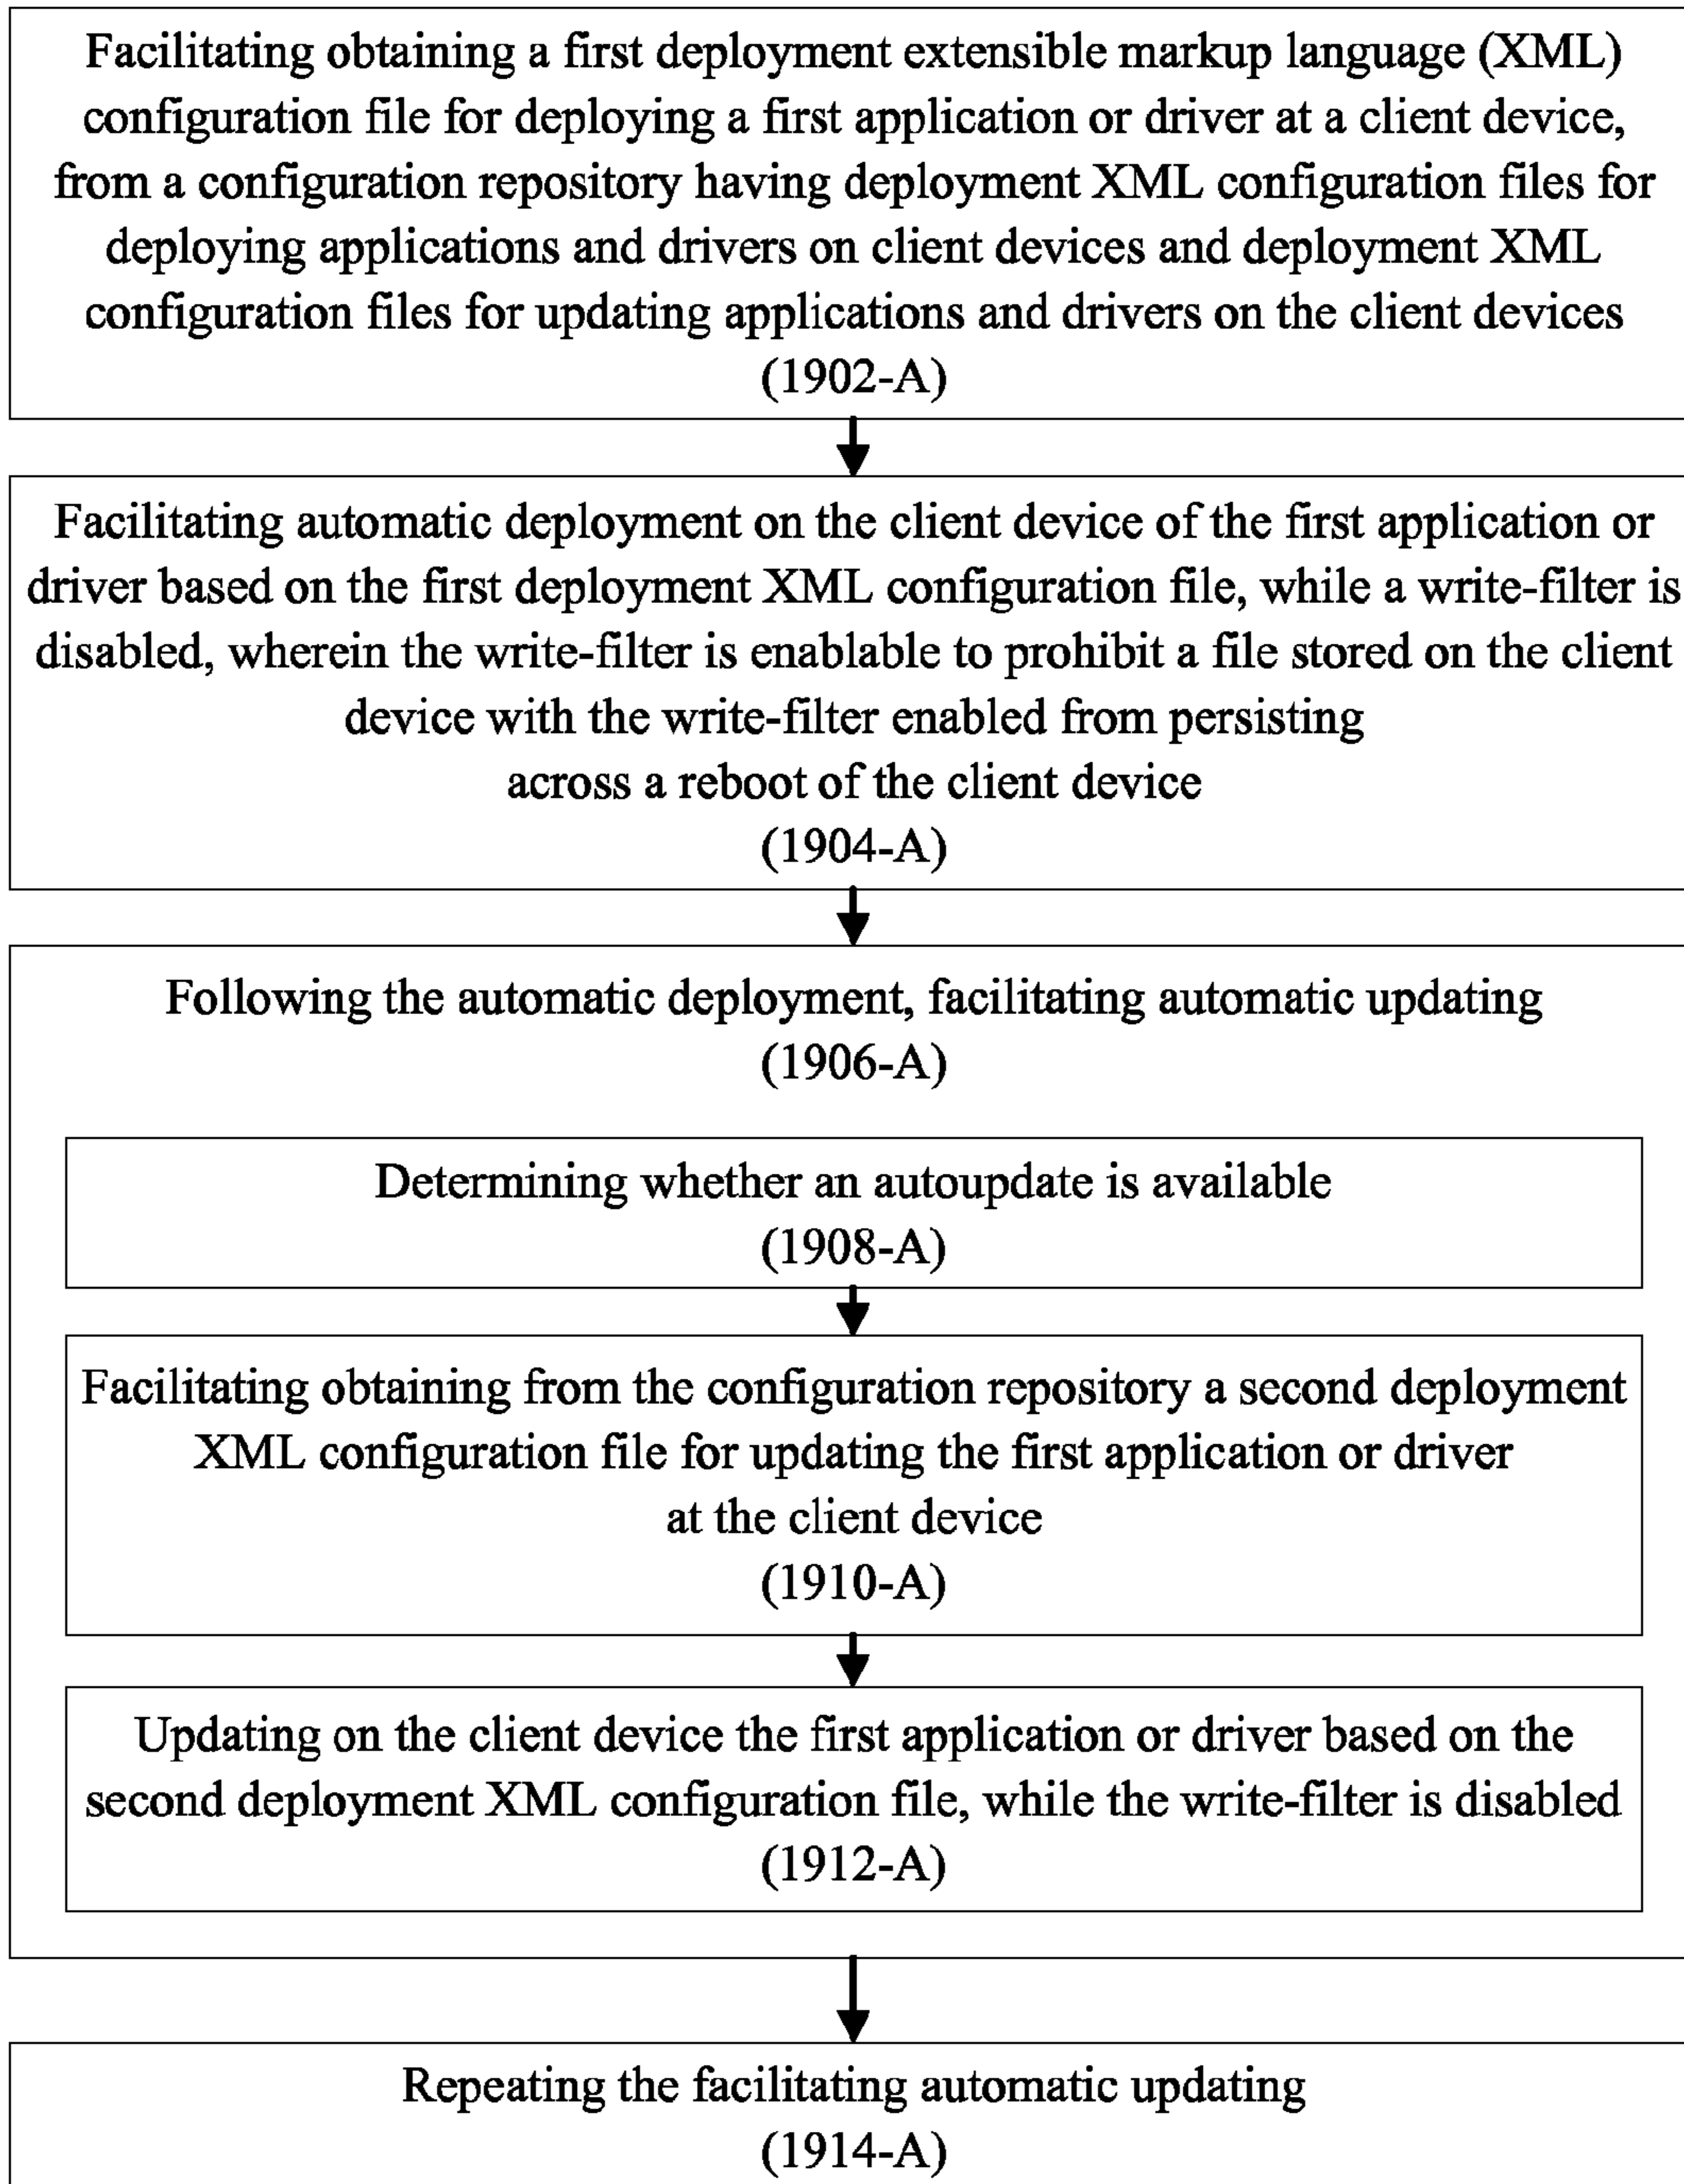 Facilitating obtaining a first deployment extensible markup language (XML)
configuration file for deploying a first application or driver at a client device,
from a configuration repository having deployment XML configuration files for
deploying applications and drivers on client devices and deployment XML
configuration files for updating applications and drivers on the client devices
(1902-A)
Facilitating automatic deployment on the client device of the first application or
driver based on the first deployment XML configuration file, while a write-filter is
disabled, wherein the write-filter is enablable to prohibit a file stored on the client
device with the write-filter enabled from persisting
across a reboot of the client device
(1904-A)
Following the automatic deployment, facilitating automatic updating
(1906-A)
Determining whether an autoupdate is available
(1908-A)
Facilitating obtaining from the configuration repository a second deployment
XML configuration file for updating the first application or driver
at the client device
(1910-A)
Updating on the client device the first application or driver based on the
second deployment XML configuration file, while the write-filter is disabled
(1912-A)
Repeating the facilitating automatic updating
(1914-A)